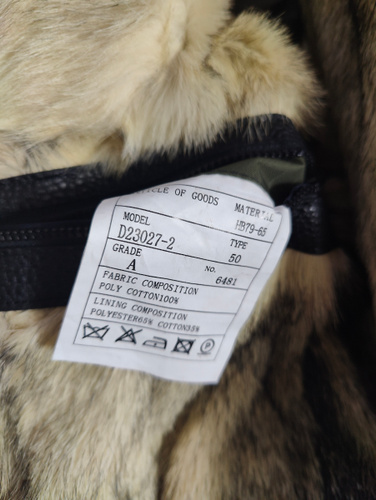 CLE OF GOODS MATERIAL
MODEL HB79-65
D23027-2 TYPE
GRADE 50
A NO. 6481
FABRIC COMPOSITION
POLY COTTON100%
LINING COMPOSITION
POLYESTER65% COTTON35%
P